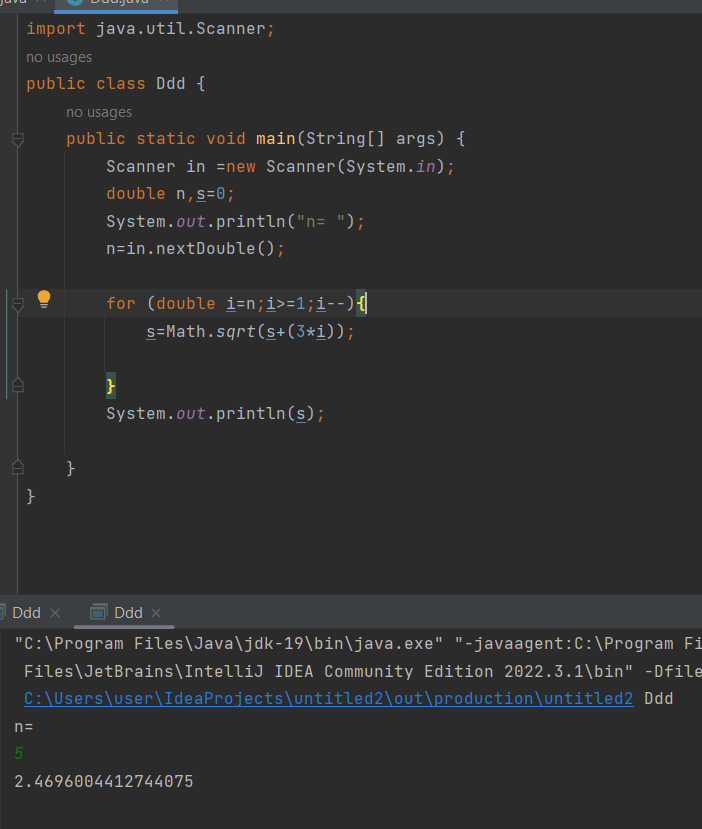 java Ddd.java
import java.util.Scanner;
no usages
public class Ddd {
no usages
public static void main(String[] args) {
Scanner in =new Scanner(System.in);
double n,s=0;
System.out.println("n= ");
n=in.nextDouble();
for (double i=n;i>=1;i--){
s=Math.sqrt(s+(3*i));
}
System.out.println(s);
}
}
Ddd Ddd
"C:\Program Files\Java\jdk-19\bin\java.exe" "-javaagent:C:\Program Fi
Files\JetBrains\IntelliJ IDEA Community Edition 2022.3.1\bin" -Dfile
C:\Users\user\IdeaProjects\untitled2\out\production\untitled2 Ddd
n=
5
2.4696004412744075